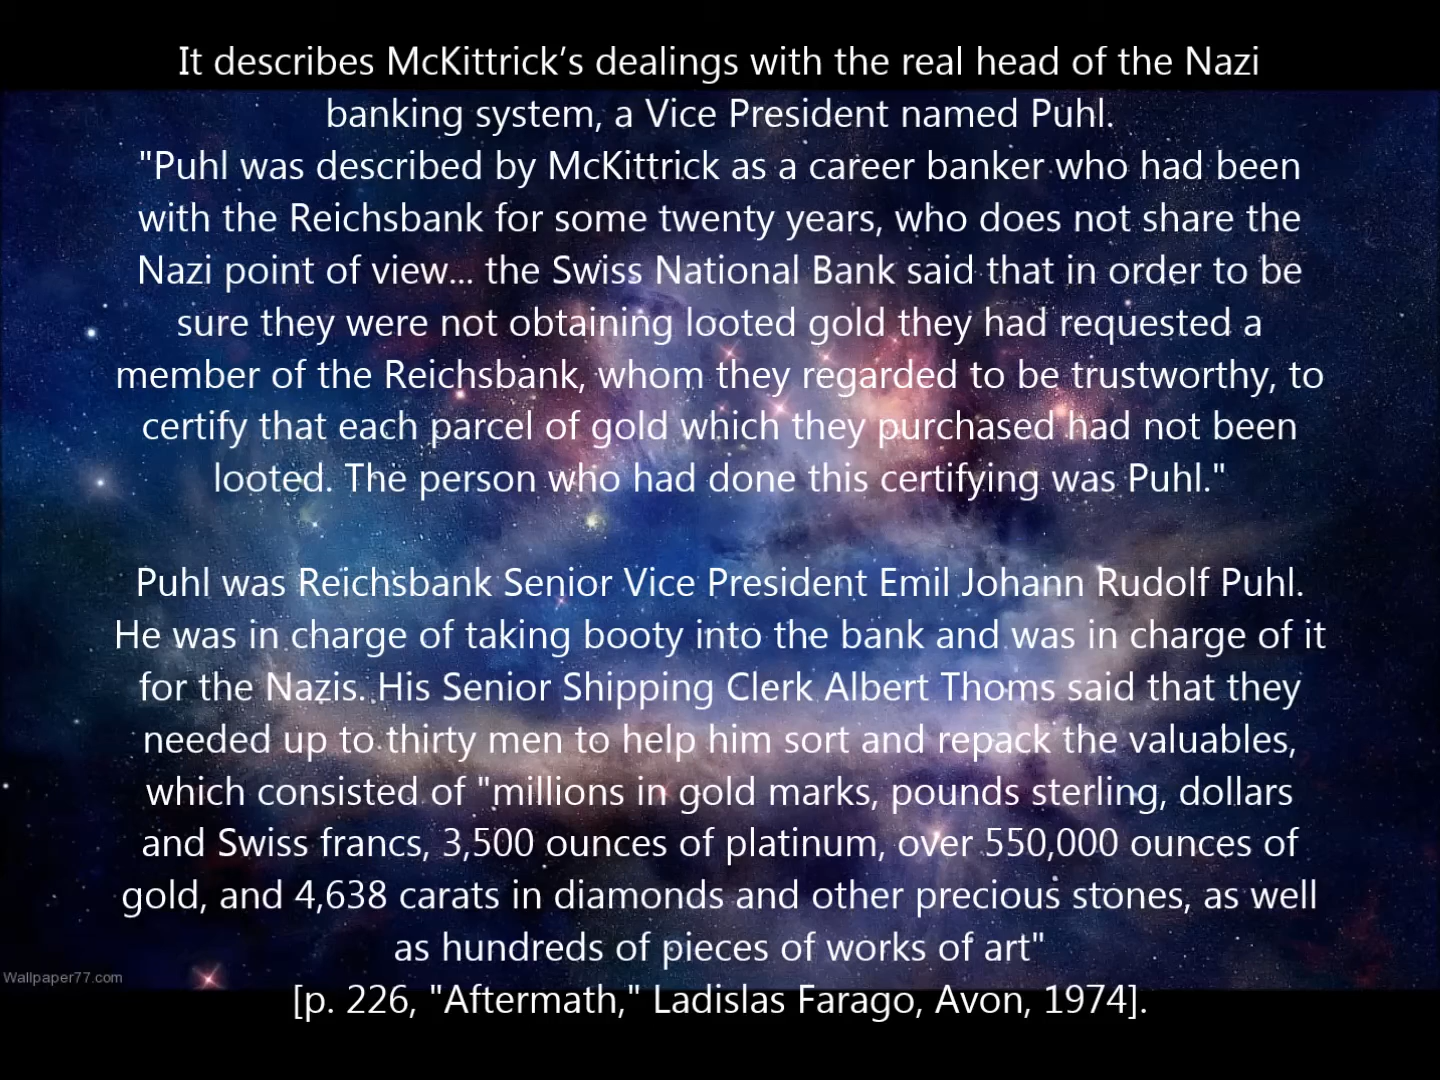 It describes McKittrick’s dealings with the real head of the Nazi
banking system, a Vice President named Puhl.
"Puhl was described by McKittrick as a career banker who had been
with the Reichsbank for some twenty years, who does not share the
Nazi point of view... the Swiss National Bank said that in order to be
sure they were not obtaining looted gold they had requested a
member of the Reichsbank, whom they regarded to be trustworthy, to
certify that each parcel of gold which they purchased had not been
looted. The person who had done this certifying was Puhl."
Puhl was Reichsbank Senior Vice President Emil Johann Rudolf Puhl.
He was in charge of taking booty into the bank and was in charge of it
for the Nazis. His Senior Shipping Clerk Albert Thoms said that they
needed up to thirty men to help him sort and repack the valuables,
which consisted of "millions in gold marks, pounds sterling, dollars
and Swiss francs, 3,500 ounces of platinum, over 550,000 ounces of
gold, and 4,638 carats in diamonds and other precious stones, as well
as hundreds of pieces of works of art"
Wallpaper77.com
[p. 226, "Aftermath," Ladislas Farago, Avon, 1974].